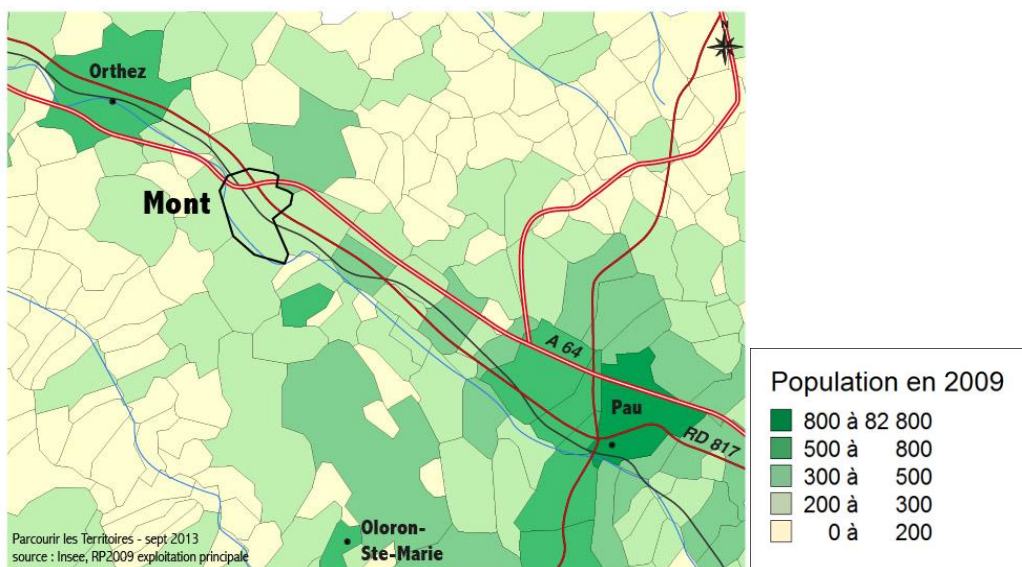 N
Orthez
Mont
A 64
Pau
RD 817
Oloron-
Ste-Marie
Parcourir les Territoires - sept 2013
source : Insee, RP2009 exploitation principale
Population en 2009
800 à 82 800
500 à 800
300 à 500
200 à 300
0 à 200